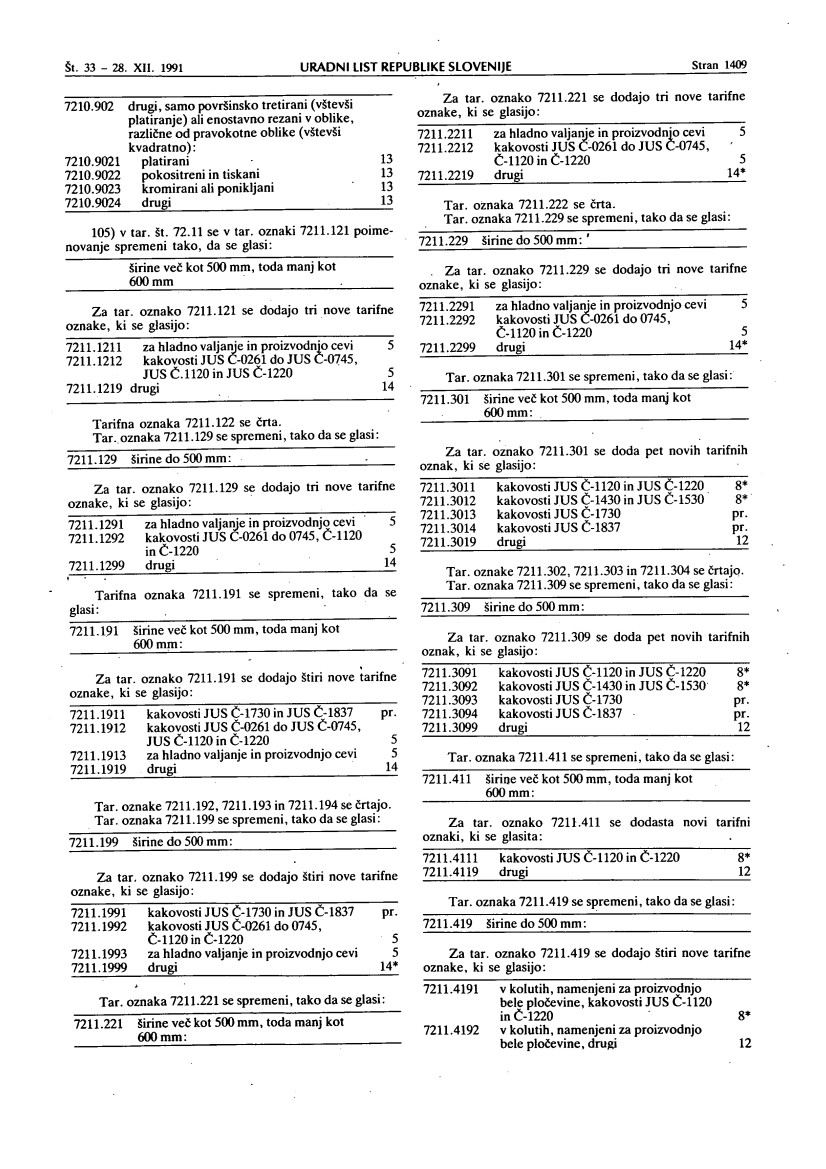 Št. 33 – 28. XII. 1991 URADNI LIST REPUBLIKE SLOVENIJE Stran 1409
7210.902 drugi, samo površinsko tretirani (vštevši
platiranje) ali enostavno rezani v oblike,
različne od pravokotne oblike (vštevši
kvadratno):
7210.9021 platirani 13
7210.9022 pokositreni in tiskani 13
7210.9023 kromirani ali ponikljani 13
7210.9024 drugi 13
105) v tar. št. 72.11 se v tar. oznaki 7211.121 poime-
novanje spremeni tako, da se glasi:
širine več kot 500 mm, toda manj kot
600 mm
Za tar. oznako 7211.121 se dodajo tri nove tarifne
oznake, ki se glasijo:
7211.1211 za hladno valjanje in proizvodnjo cevi 5
7211.1212 kakovosti JUS Č-0261 do JUS Č-0745,
JUS Č.1120 in JUS Č-1220 5
7211.1219 drugi 14
Tarifna oznaka 7211.122 se črta.
Tar. oznaka 7211.129 se spremeni, tako da se glasi:
7211.129 širine do 500 mm:
Za tar. oznako 7211.129 se dodajo tri nove tarifne
oznake, ki se glasijo:
7211.1291 za hladno valjanje in proizvodnjo cevi 5
7211.1292 kakovosti JUS Č-0261 do 0745, Č-1120
in Č-1220 5
7211.1299 drugi 14
Tarifna oznaka 7211.191 se spremeni, tako da se
glasi:
7211.191 širine več kot 500 mm, toda manj kot
600 mm:
Za tar. oznako 7211.191 se dodajo štiri nove tarifne
oznake, ki se glasijo:
7211.1911 kakovosti JUS Č-1730 in JUS Č-1837 pr.
7211.1912 kakovosti JUS Č-0261 do JUS Č-0745,
JUS Č-1120 in Č-1220 5
7211.1913 za hladno valjanje in proizvodnjo cevi 5
7211.1919 drugi 14
Tar. oznake 7211.192, 7211.193 in 7211.194 se črtajo.
Tar. oznaka 7211.199 se spremeni, tako da se glasi:
7211.199 širine do 500 mm:
Za tar. oznako 7211.199 se dodajo štiri nove tarifne
oznake, ki se glasijo:
7211.1991 kakovosti JUS Č-1730 in JUS Č-1837 pr.
7211.1992 kakovosti JUS Č-0261 do 0745,
Č-1120 in Č-1220 5
7211.1993 za hladno valjanje in proizvodnjo cevi 5
7211.1999 drugi 14*
Tar. oznaka 7211.221 se spremeni, tako da se glasi:
7211.221 širine več kot 500 mm, toda manj kot
600 mm:
Za tar. oznako 7211.221 se dodajo tri nove tarifne
oznake, ki se glasijo:
7211.2211 za hladno valjanje in proizvodnjo cevi 5
7211.2212 kakovosti JUS Č-0261 do JUS Č-0745,
Č-1120 in Č-1220 5
7211.2219 drugi 14*
Tar. oznaka 7211.222 se črta.
Tar. oznaka 7211.229 se spremeni, tako da se glasi:
7211.229 širine do 500 mm:
Za tar. oznako 7211.229 se dodajo tri nove tarifne
oznake, ki se glasijo:
7211.2291 za hladno valjanje in proizvodnjo cevi 5
7211.2292 kakovosti JUS Č-0261 do 0745,
Č-1120 in Č-1220 5
7211.2299 drugi 14*
Tar. oznaka 7211.301 se spremeni, tako da se glasi:
7211.301 širine več kot 500 mm, toda manj kot
600 mm:
Za tar. oznako 7211.301 se doda pet novih tarifnih
oznak, ki se glasijo:
7211.3011 kakovosti JUS Č-1120 in JUS Č-1220 8*
7211.3012 kakovosti JUS Č-1430 in JUS Č-1530 8*
7211.3013 kakovosti JUS Č-1730 pr.
7211.3014 kakovosti JUS Č-1837 pr.
7211.3019 drugi 12
Tar. oznake 7211.302, 7211.303 in 7211.304 se črtajo.
Tar. oznaka 7211.309 se spremeni, tako da se glasi:
7211.309 širine do 500 mm:
Za tar. oznako 7211.309 se doda pet novih tarifnih
oznak, ki se glasijo:
7211.3091 kakovosti JUS Č-1120 in JUS Č-1220 8*
7211.3092 kakovosti JUS Č-1430 in JUS Č-1530 8*
7211.3093 kakovosti JUS Č-1730 pr.
7211.3094 kakovosti JUS Č-1837 pr.
7211.3099 drugi 12
Tar. oznaka 7211.411 se spremeni, tako da se glasi:
7211.411 širine več kot 500 mm, toda manj kot
600 mm:
Za tar. oznako 7211.411 se dodasta novi tarifni
oznaki, ki se glasita:
7211.4111 kakovosti JUS Č-1120 in Č-1220 8*
7211.4119 drugi 12
Tar. oznaka 7211.419 se spremeni, tako da se glasi:
7211.419 širine do 500 mm:
Za tar. oznako 7211.419 se dodajo štiri nove tarifne
oznake, ki se glasijo:
7211.4191 v kolutih, namenjeni za proizvodnjo
bele pločevine, kakovosti JUS Č-1120
in Č-1220 8*
7211.4192 v kolutih, namenjeni za proizvodnjo
bele pločevine, drugi 12